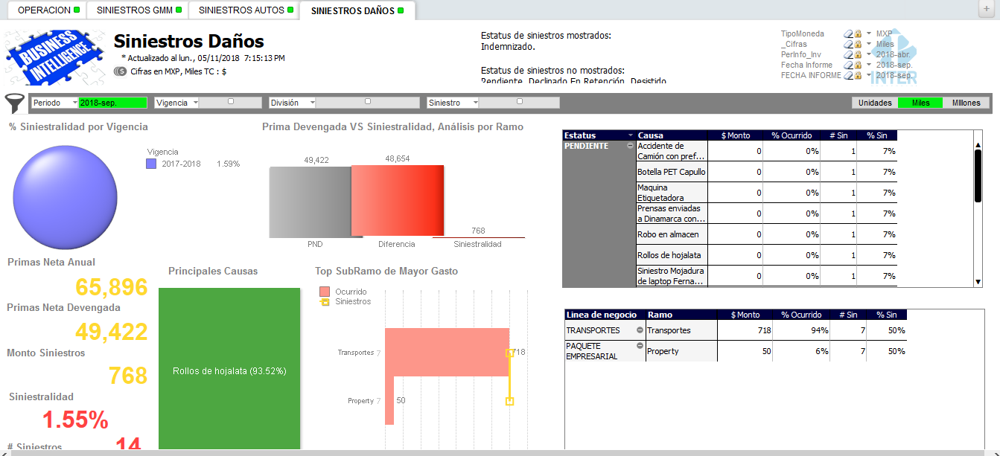 OPERACION
SINIESTROS GMM
SINIESTROS AUTOS
SINIESTROS DAÑOS
BUSINESS
INTELLIGENCE
Siniestros Daños
* Actualizado al lun., 05/11/2018 7:15:13 PM
Cifras en MXP, Miles TC : $
Estatus de siniestros mostrados:
Indemnizado.
Estatus de siniestros no mostrados:
Pendiente, Declinado,En Retención, Desistido
TipoMoneda MXP
_Cifras Miles
PerInfo_Inv 2018-abr.
Fecha Informe 2018-sep.
FECHA INFORME 2018-sep.
INTER
Periodo 2018-sep.
Vigencia
División
Siniestro
Unidades
Miles
MIllones
% Siniestralidad por Vigencia
Vigencia
2017-2018 1.59%
Prima Devengada VS Siniestralidad, Análisis por Ramo
49,422
48,654
768
PND
Diferencia
Siniestralidad
Primas Neta Anual
65,896
Primas Neta Devengada
49,422
Monto Siniestros
768
Siniestralidad
1.55%
# Siniestros
14
Principales Causas
Rollos de hojalata (93.52%)
Top SubRamo de Mayor Gasto
Ocurrido
Siniestros
Transportes 7
718
Property 7
50
Estatus Causa $ Monto % Ocurrido # Sin % Sin
PENDIENTE Accidente de
Camión con pref... 0 0% 1 7%
Botella PET Capullo 0 0% 1 7%
Maquina
Etiquetadora 0 0% 1 7%
Prensas enviadas
a Dinamarca con... 0 0% 1 7%
Robo en almacen 0 0% 1 7%
Rollos de hojalata 0 0% 1 7%
Siniestro Mojadura
de laptop Ferna... 0 0% 1 7%
Linea de negocio Ramo $ Monto % Ocurrido # Sin % Sin
TRANSPORTES Transportes 718 94% 7 50%
PAQUETE
EMPRESARIAL Property 50 6% 7 50%